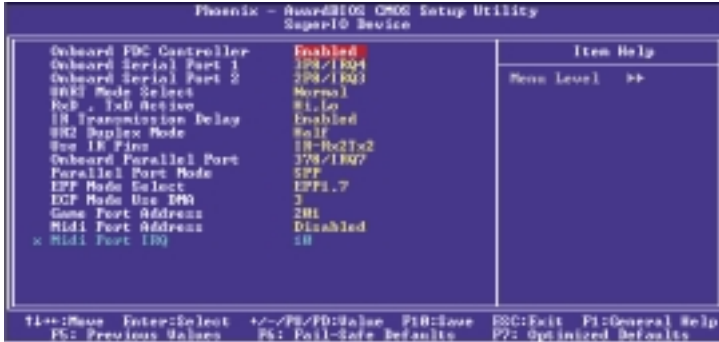 Phoenix - AwardBIOS CMOS Setup Utility
SuperIO Device
Onboard FDC Controller Enabled
Onboard Serial Port 1 3F8/IRQ4
Onboard Serial Port 2 2F8/IRQ3
UART Mode Select Normal
RxD , TxD Active Hi,Lo
IR Transmission Delay Enabled
UR2 Duplex Mode Half
Use IR Pins IR-Rx2Tx2
Onboard Parallel Port 378/IRQ7
Parallel Port Mode SPP
EPP Mode Select EPP1.7
ECP Mode Use DMA 3
Game Port Address 201
Midi Port Address Disabled
x Midi Port IRQ 10
Item Help
Menu Level ►►
↑↓→←:Move Enter:Select +/-/PU/PD:Value F10:Save ESC:Exit F1:General Help
F5: Previous Values F6: Fail-Safe Defaults F7: Optimized Defaults